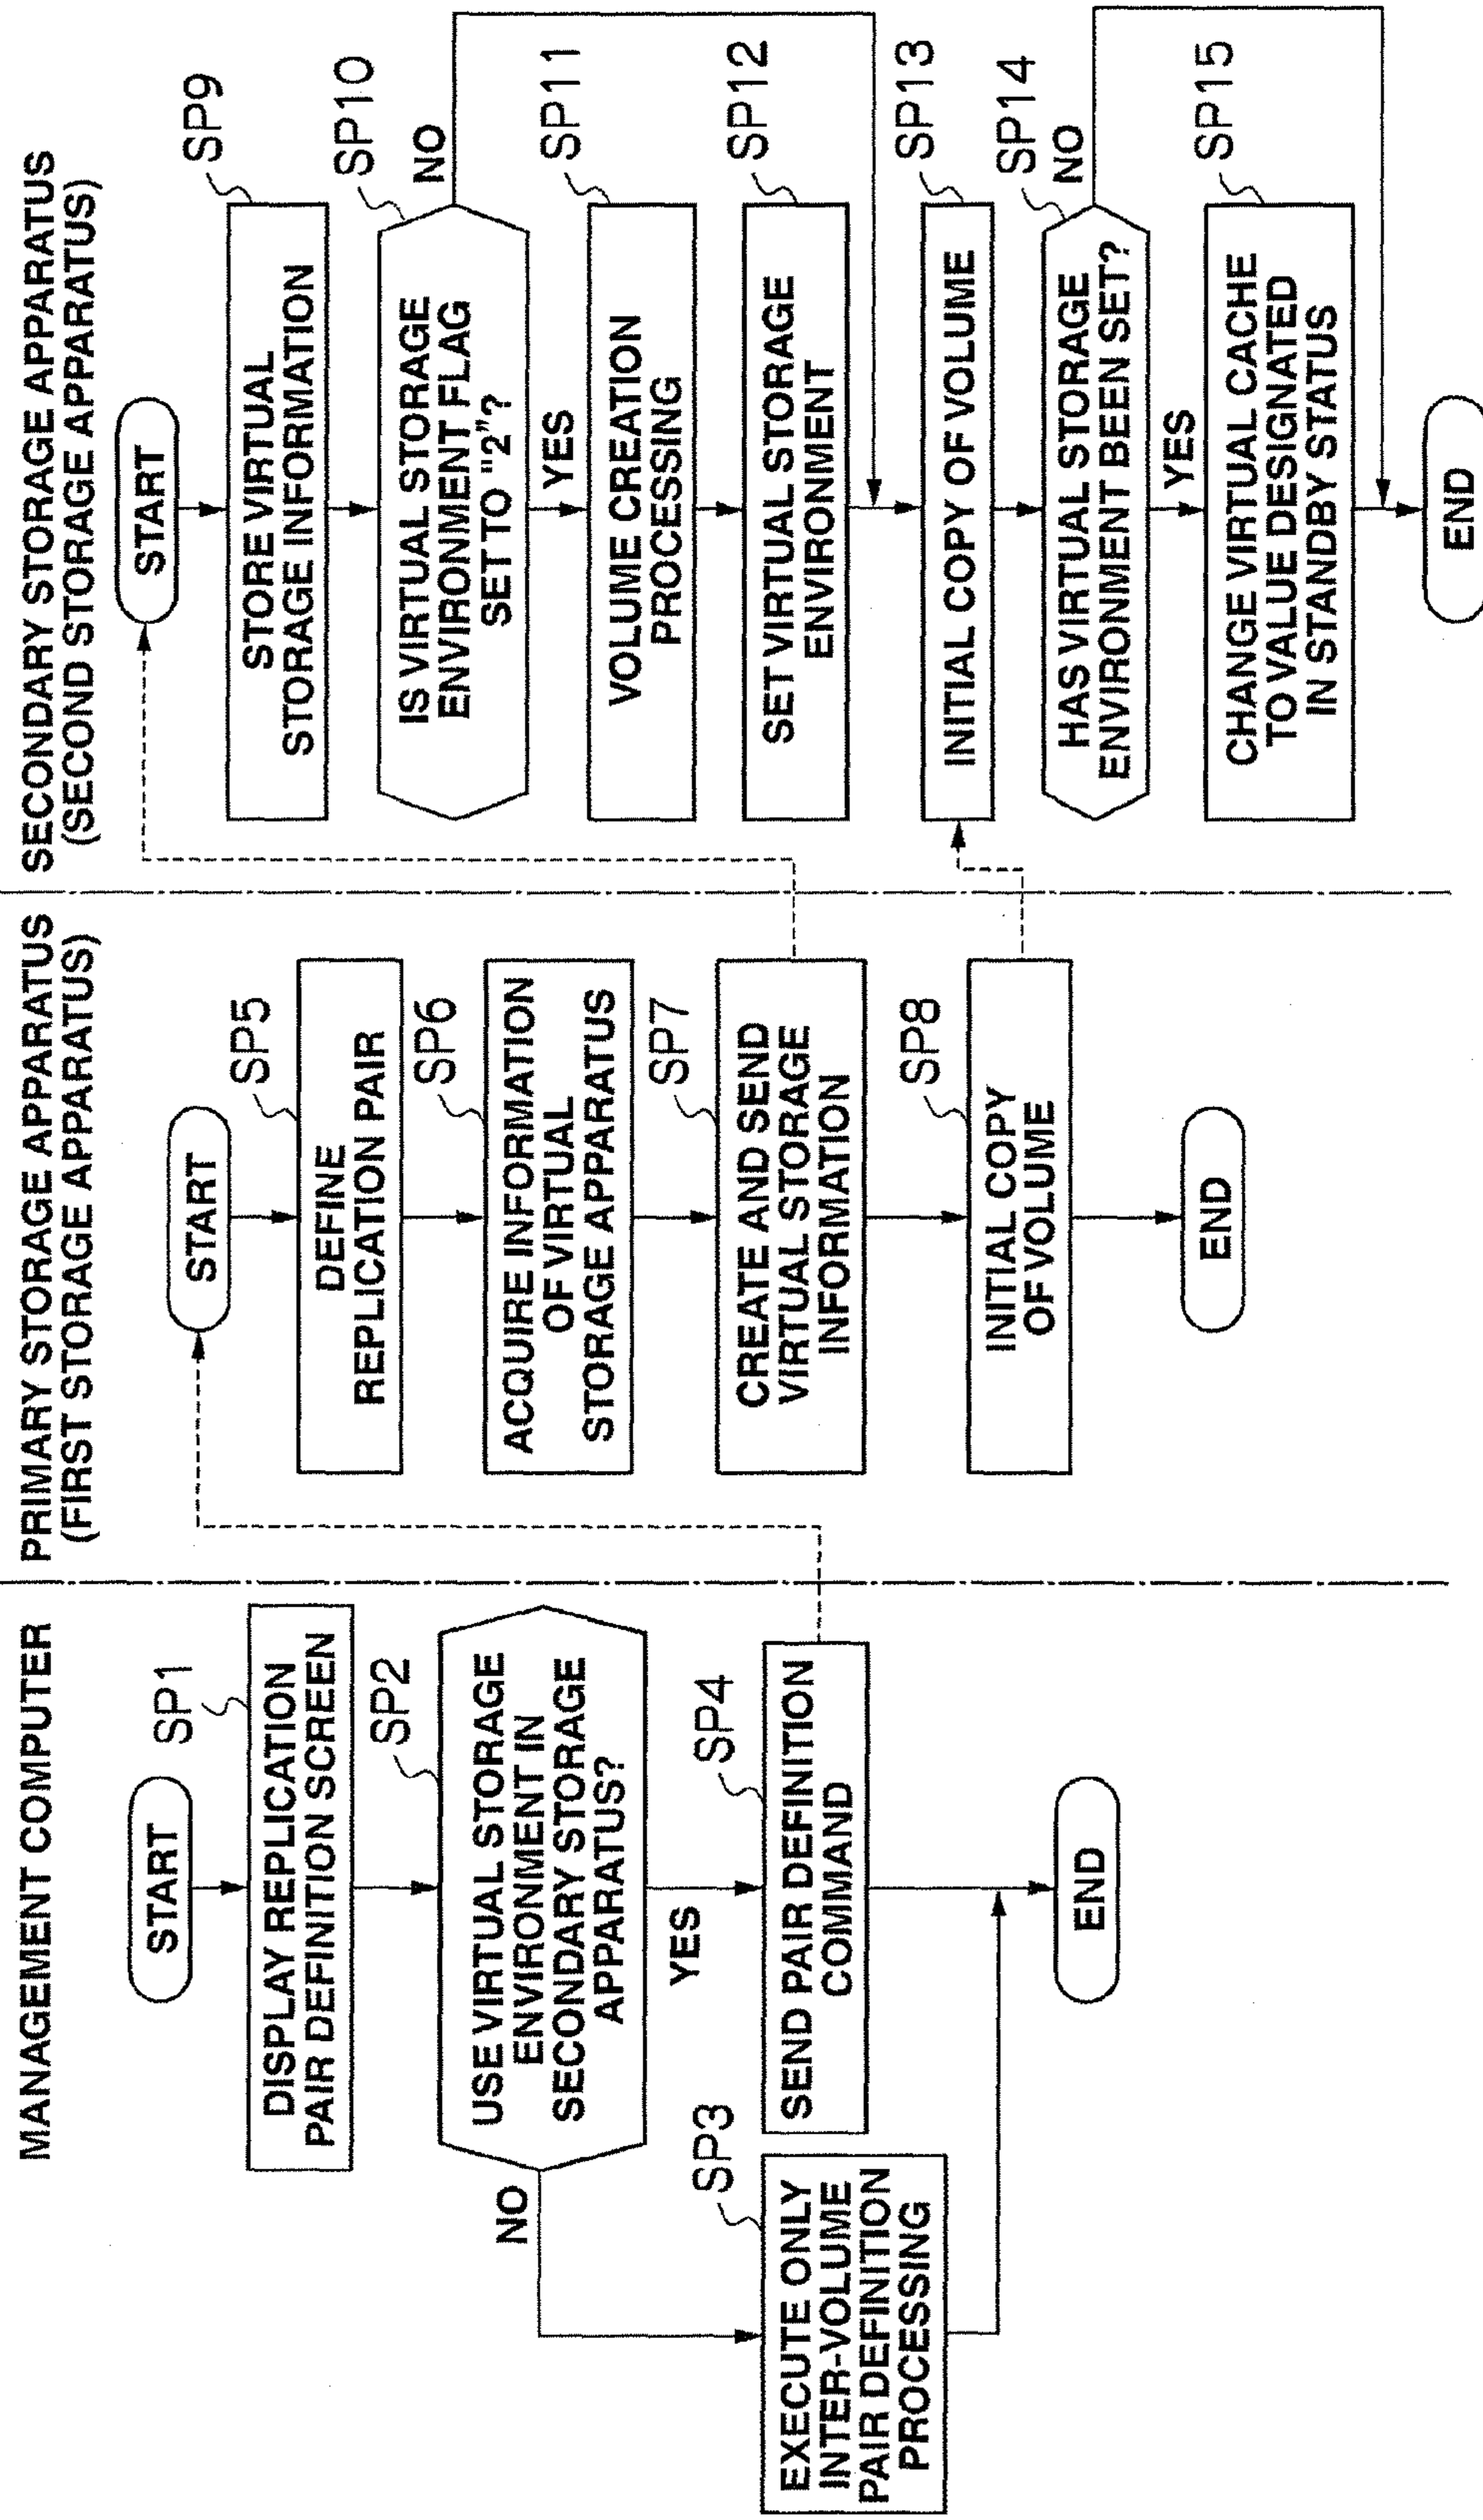 MANAGEMENT COMPUTER
START
SP1
DISPLAY REPLICATION
PAIR DEFINITION SCREEN
SP2
USE VIRTUAL STORAGE
ENVIRONMENT IN
SECONDARY STORAGE
APPARATUS?
NO
YES
SP3
EXECUTE ONLY
INTER-VOLUME
PAIR DEFINITION
PROCESSING
SP4
SEND PAIR DEFINITION
COMMAND
END
PRIMARY STORAGE APPARATUS
(FIRST STORAGE APPARATUS)
START
SP5
DEFINE
REPLICATION PAIR
SP6
ACQUIRE INFORMATION
OF VIRTUAL
STORAGE APPARATUS
SP7
CREATE AND SEND
VIRTUAL STORAGE
INFORMATION
SP8
INITIAL COPY
OF VOLUME
END
SECONDARY STORAGE APPARATUS
(SECOND STORAGE APPARATUS)
START
SP9
STORE VIRTUAL
STORAGE INFORMATION
SP10
IS VIRTUAL STORAGE
ENVIRONMENT FLAG
SET TO "2"?
NO
YES
SP11
VOLUME CREATION
PROCESSING
SP12
SET VIRTUAL STORAGE
ENVIRONMENT
SP13
INITIAL COPY OF VOLUME
SP14
HAS VIRTUAL STORAGE
ENVIRONMENT BEEN SET?
NO
YES
SP15
CHANGE VIRTUAL CACHE
TO VALUE DESIGNATED
IN STANDBY STATUS
END